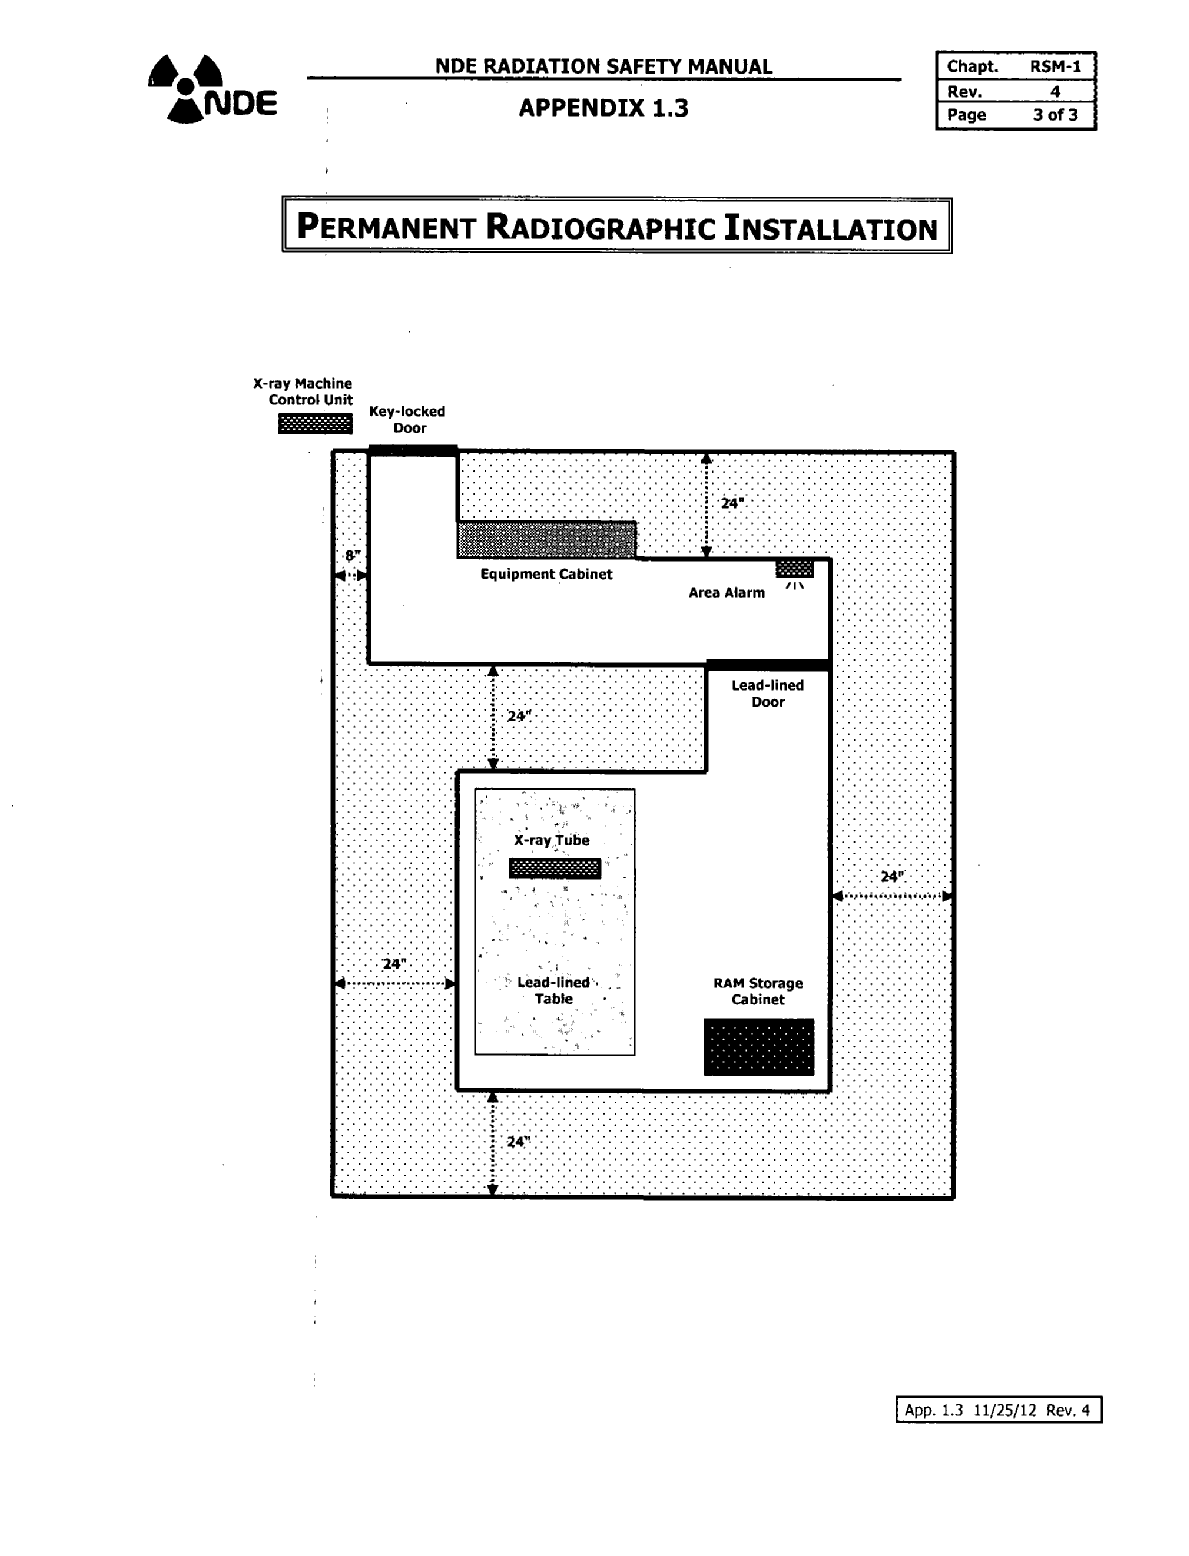 NDE
NDE RADIATION SAFETY MANUAL
APPENDIX 1.3
Chapt. RSM-1
Rev. 4
Page 3 of 3
PERMANENT RADIOGRAPHIC INSTALLATION
X-ray Machine
Control Unit
Key-locked
Door
24"
8"
Equipment Cabinet
Area Alarm
Lead-lined
Door
24"
X-ray Tube
24"
24"
Lead-lined
Table
RAM Storage
Cabinet
24"
App. 1.3 11/25/12 Rev. 4